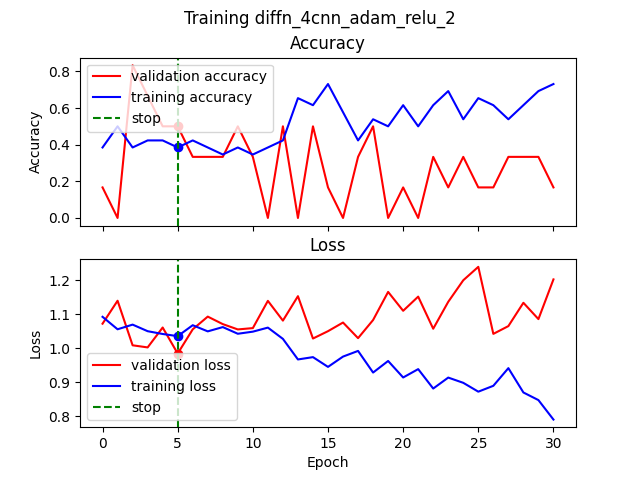 Training diffn_4cnn_adam_relu_2
Accuracy
validation accuracy
training accuracy
stop
Accuracy
0.8
0.6
0.4
0.2
0.0
Loss
validation loss
training loss
stop
Loss
1.2
1.1
1.0
0.9
0.8
0 5 10 15 20 25 30
Epoch